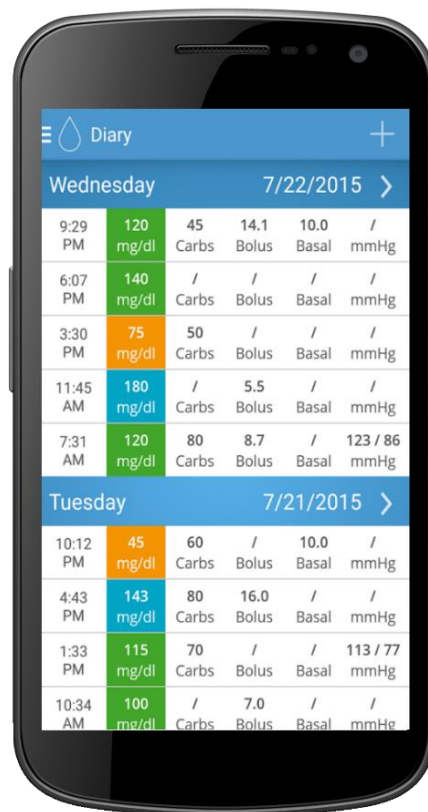 Diary
Wednesday 7/22/2015
9:29 120 45 14.1 10.0 /
PM mg/dl Carbs Bolus Basal mmHg
6:07 140 / / / /
PM mg/dl Carbs Bolus Basal mmHg
3:30 75 50 / / /
PM mg/dl Carbs Bolus Basal mmHg
11:45 180 / 5.5 / /
AM mg/dl Carbs Bolus Basal mmHg
7:31 120 80 8.7 / 123 / 86
AM mg/dl Carbs Bolus Basal mmHg
Tuesday 7/21/2015
10:12 45 60 / 10.0 /
PM mg/dl Carbs Bolus Basal mmHg
4:43 143 80 16.0 / /
PM mg/dl Carbs Bolus Basal mmHg
1:33 115 70 / / 113 / 77
PM mg/dl Carbs Bolus Basal mmHg
10:34 100 / 7.0 / /
AM mg/dl Carbs Bolus Basal mmHg